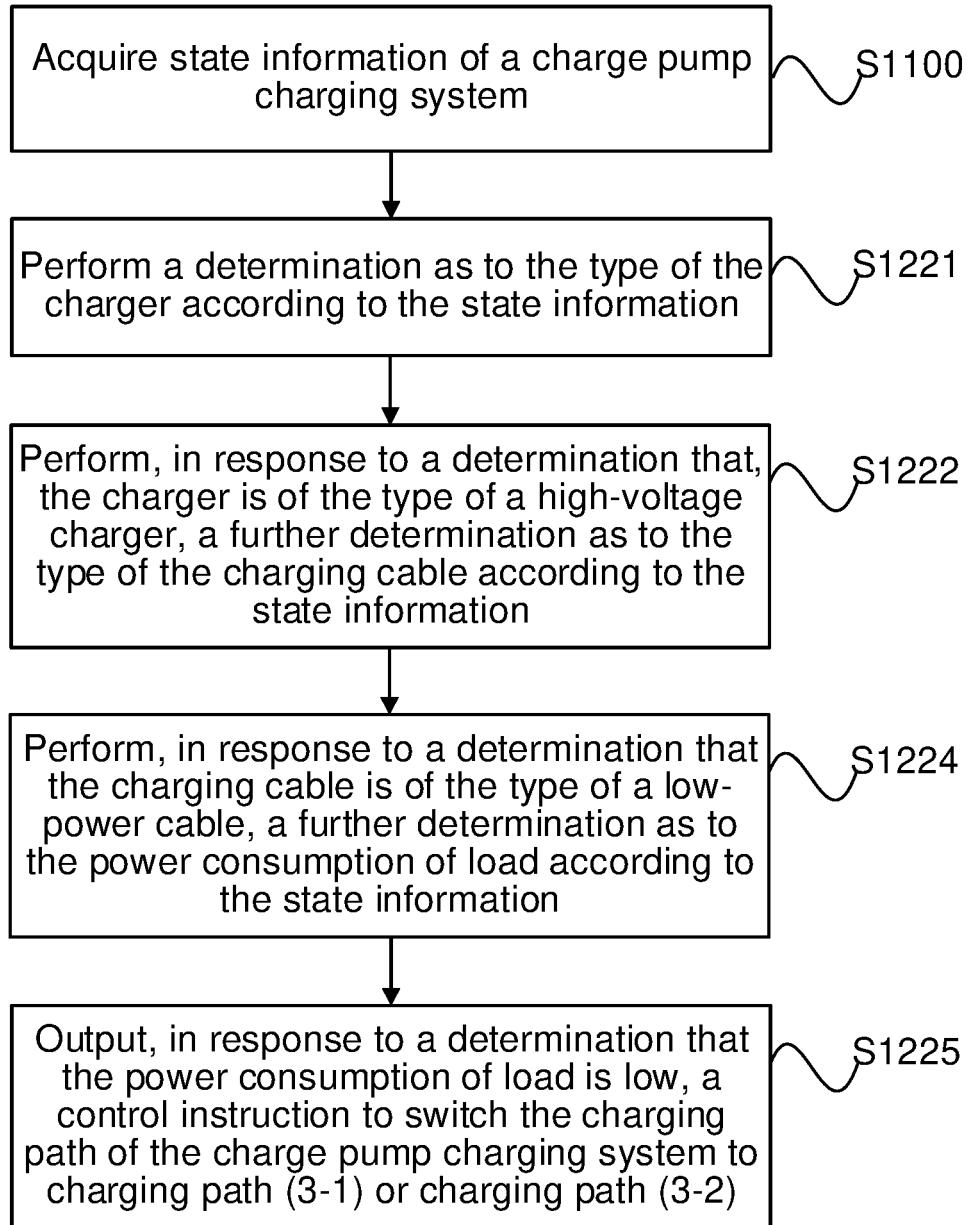 Acquire state information of a charge pump
charging system
S1100
Perform a determination as to the type of the
charger according to the state information
S1221
Perform, in response to a determination that,
the charger is of the type of a high-voltage
charger, a further determination as to the
type of the charging cable according to the
state information
S1222
Perform, in response to a determination that
the charging cable is of the type of a low-
power cable, a further determination as to
the power consumption of load according to
the state information
S1224
Output, in response to a determination that
the power consumption of load is low, a
control instruction to switch the charging
path of the charge pump charging system to
charging path (3-1) or charging path (3-2)
S1225